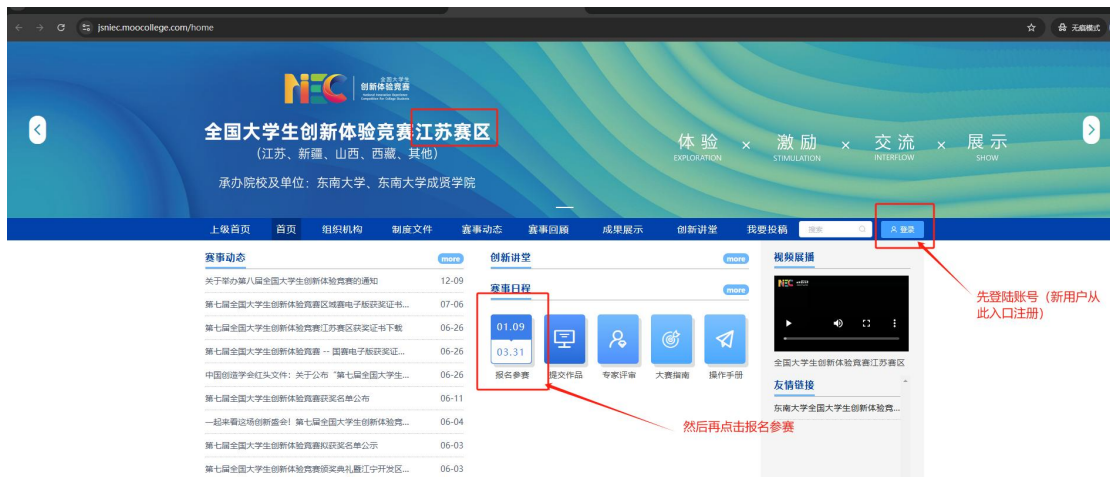 jsniec.moocollege.com/home
无痕模式
NIEC
全国大学生
创新体验竞赛
全国大学生创新体验竞赛江苏赛区
(江苏、新疆、山西、西藏、其他)
承办院校及单位:东南大学、东南大学成贤学院
体验 × 激励 × 交流 × 展示
EXPLORATION STIMULATION INTERFLOW SHOW
上级首页 首页 组织机构 制度文件 赛事动态 赛事回顾 成果展示 创新讲堂 我要投稿 搜索 登录
赛事动态 more
关于举办第八届全国大学生创新体验竞赛的通知 12-09
第七届全国大学生创新体验竞赛区域赛电子版获奖证书... 07-06
第七届全国大学生创新体验竞赛江苏赛区获奖证书下载 06-26
第七届全国大学生创新体验竞赛 -- 国赛电子版获奖证... 06-26
中国创造学会红头文件:关于公布“第七届全国大学生... 06-26
第七届全国大学生创新体验竞赛获奖名单公布 06-11
一起来看这场创新盛会!第七届全国大学生创新体验竞... 06-04
第七届全国大学生创新体验竞赛拟获奖名单公示 06-03
第七届全国大学生创新体验竞赛颁奖典礼暨江宁开发区... 06-03
创新讲堂 more
赛事日程 more
01.09
03.31
报名参赛 提交作品 专家评审 大赛指南 操作手册
视频展播
NIEC
全国大学生创新体验竞赛江苏赛区
友情链接
东南大学全国大学生创新体验竞...
先登陆账号(新用户从
此入口注册)
然后再点击报名参赛